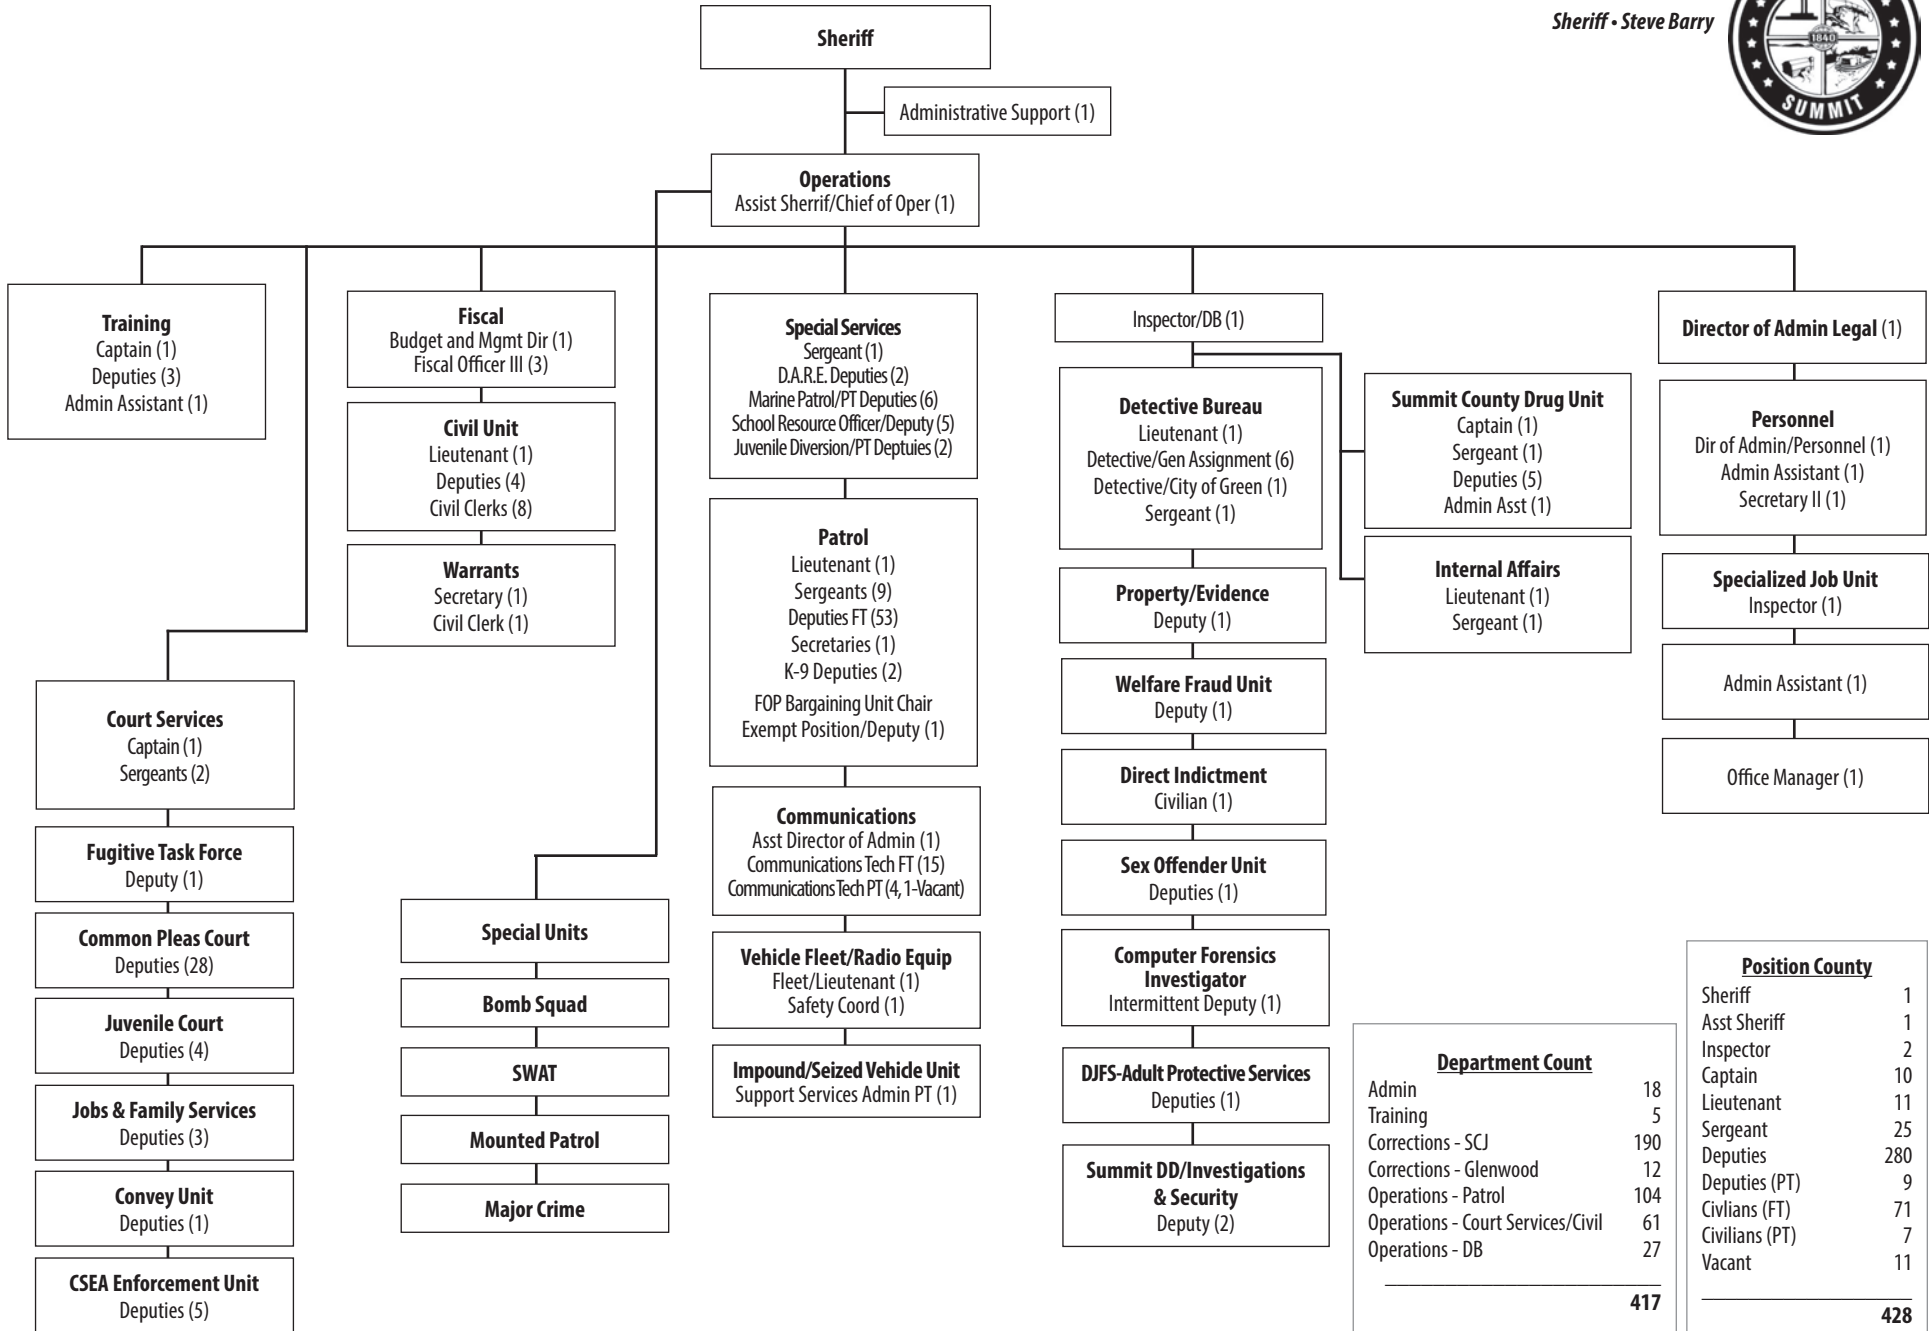 Sheriff • Steve Barry
1840
SUMMIT
Sheriff
Administrative Support (1)
Operations
Assist Sherrif/Chief of Oper (1)
Training
Captain (1)
Deputies (3)
Admin Assistant (1)
Fiscal
Budget and Mgmt Dir (1)
Fiscal Officer III (3)
Civil Unit
Lieutenant (1)
Deputies (4)
Civil Clerks (8)
Warrants
Secretary (1)
Civil Clerk (1)
Court Services
Captain (1)
Sergeants (2)
Fugitive Task Force
Deputy (1)
Common Pleas Court
Deputies (28)
Juvenile Court
Deputies (4)
Jobs & Family Services
Deputies (3)
Convey Unit
Deputies (1)
CSEA Enforcement Unit
Deputies (5)
Special Units
Bomb Squad
SWAT
Mounted Patrol
Major Crime
Special Services
Sergeant (1)
D.A.R.E. Deputies (2)
Marine Patrol/PT Deputies (6)
School Resource Officer/Deputy (5)
Juvenile Diversion/PT Deptuies (2)
Patrol
Lieutenant (1)
Sergeants (9)
Deputies FT (53)
Secretaries (1)
K-9 Deputies (2)
FOP Bargaining Unit Chair
Exempt Position/Deputy (1)
Communications
Asst Director of Admin (1)
Communications Tech FT (15)
Communications Tech PT (4, 1-Vacant)
Vehicle Fleet/Radio Equip
Fleet/Lieutenant (1)
Safety Coord (1)
Impound/Seized Vehicle Unit
Support Services Admin PT (1)
Inspector/DB (1)
Detective Bureau
Lieutenant (1)
Detective/Gen Assignment (6)
Detective/City of Green (1)
Sergeant (1)
Property/Evidence
Deputy (1)
Welfare Fraud Unit
Deputy (1)
Direct Indictment
Civilian (1)
Sex Offender Unit
Deputies (1)
Computer Forensics
Investigator
Intermittent Deputy (1)
DJFS-Adult Protective Services
Deputies (1)
Summit DD/Investigations
& Security
Deputy (2)
Summit County Drug Unit
Captain (1)
Sergeant (1)
Deputies (5)
Admin Asst (1)
Internal Affairs
Lieutenant (1)
Sergeant (1)
Director of Admin Legal (1)
Personnel
Dir of Admin/Personnel (1)
Admin Assistant (1)
Secretary II (1)
Specialized Job Unit
Inspector (1)
Admin Assistant (1)
Office Manager (1)
Department Count
Admin 18
Training 5
Corrections - SCJ 190
Corrections - Glenwood 12
Operations - Patrol 104
Operations - Court Services/Civil 61
Operations - DB 27
417
Position County
Sheriff 1
Asst Sheriff 1
Inspector 2
Captain 10
Lieutenant 11
Sergeant 25
Deputies 280
Deputies (PT) 9
Civlians (FT) 71
Civilians (PT) 7
Vacant 11
428